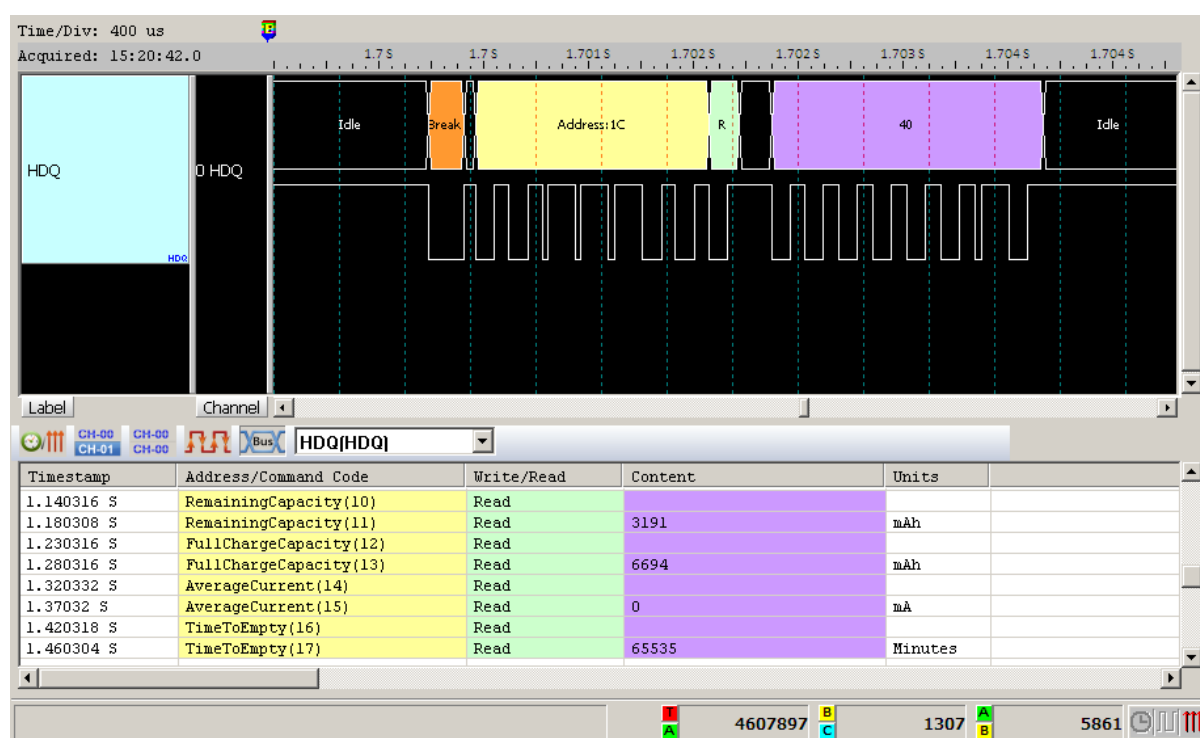 Time/Div: 400 us
Acquired: 15:20:42.0
1.7 S 1.7 S 1.701 S 1.702 S 1.702 S 1.703 S 1.704 S 1.704 S
Idle Break Address:1C R 40 Idle
HDQ 0 HDQ
HDQ
Label Channel
CH-00 CH-00
CH-01 CH-00
Bus HDQ(HDQ)
Timestamp Address/Command Code Write/Read Content Units
1.140316 S RemainingCapacity(10) Read
1.180308 S RemainingCapacity(11) Read 3191 mAh
1.230316 S FullChargeCapacity(12) Read
1.280316 S FullChargeCapacity(13) Read 6694 mAh
1.320332 S AverageCurrent(14) Read
1.37032 S AverageCurrent(15) Read 0 mA
1.420318 S TimeToEmpty(16) Read
1.460304 S TimeToEmpty(17) Read 65535 Minutes
T A 4607897 B C 1307 A B 5861